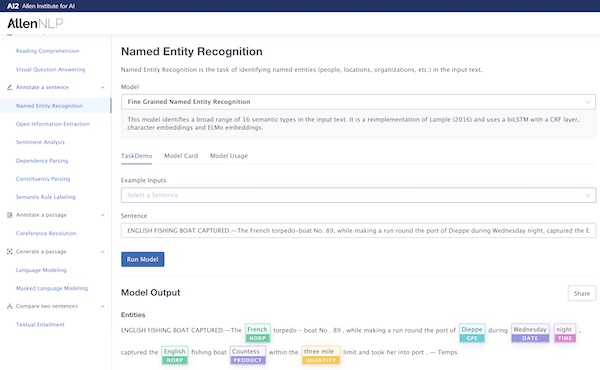 AI2 Allen Institute for AI
AllenNLP
Reading Comprehension
Visual Question Answering
Annotate a sentence
Named Entity Recognition
Open Information Extraction
Sentiment Analysis
Dependency Parsing
Constituency Parsing
Semantic Role Labeling
Annotate a passage
Coreference Resolution
Generate a passage
Language Modeling
Masked Language Modeling
Compare two sentences
Textual Entailment
Named Entity Recognition
Named Entity Recognition is the task of identifying named entities (people, locations, organizations, etc.) in the input text.
Model
Fine Grained Named Entity Recognition
This model identifies a broad range of 16 semantic types in the input text. It is a reimplementation of Lample (2016) and uses a biLSTM with a CRF layer,
character embeddings and ELMo embeddings.
TaskDemo Model Card Model Usage
Example Inputs
Select a Sentence
Sentence
ENGLISH FISHING BOAT CAPTURED.—The French torpedo-boat No. 89, while making a run round the port of Dieppe during Wednesday night, captured the E
Run Model
Model Output Share
Entities
ENGLISH FISHING BOAT CAPTURED.—The French torpedo - boat No . 89 , while making a run round the port of Dieppe during Wednesday night ,
NORP GPE DATE TIME
captured the English fishing boat Countess within the three mile limit and took her into port . — Temps
NORP PRODUCT QUANTITY